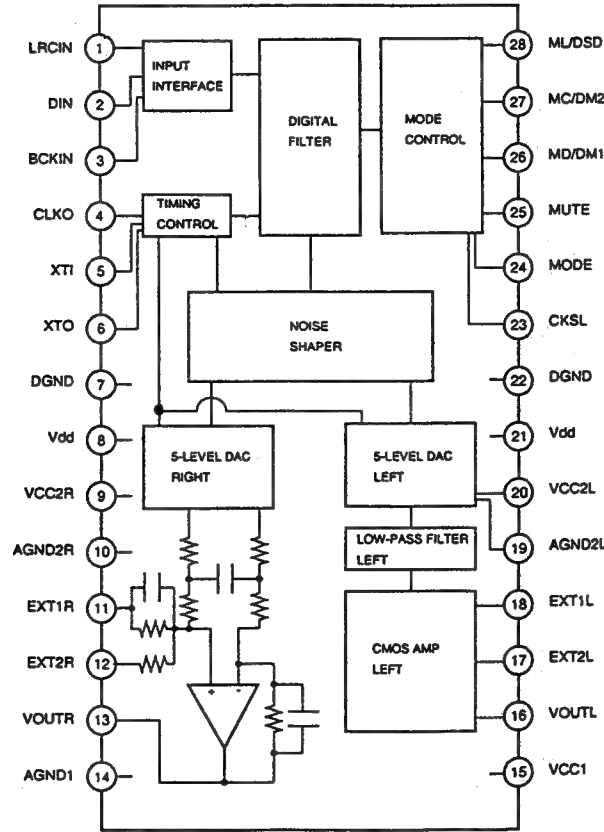 LRCIN 1
DIN 2
BCKIN 3
CLKO 4
XTI 5
XTO 6
DGND 7
Vdd 8
VCC2R 9
AGND2R 10
EXT1R 11
EXT2R 12
VOUTR 13
AGND1 14
INPUT
INTERFACE
DIGITAL
FILTER
MODE
CONTROL
TIMING
CONTROL
NOISE
SHAPER
5-LEVEL DAC
RIGHT
5-LEVEL DAC
LEFT
LOW-PASS FILTER
LEFT
CMOS AMP
LEFT
+ -
28 ML/DSD
27 MC/DM2
26 MD/DM1
25 MUTE
24 MODE
23 CKSL
22 DGND
21 Vdd
20 VCC2L
19 AGND2L
18 EXT1L
17 EXT2L
16 VOUTL
15 VCC1